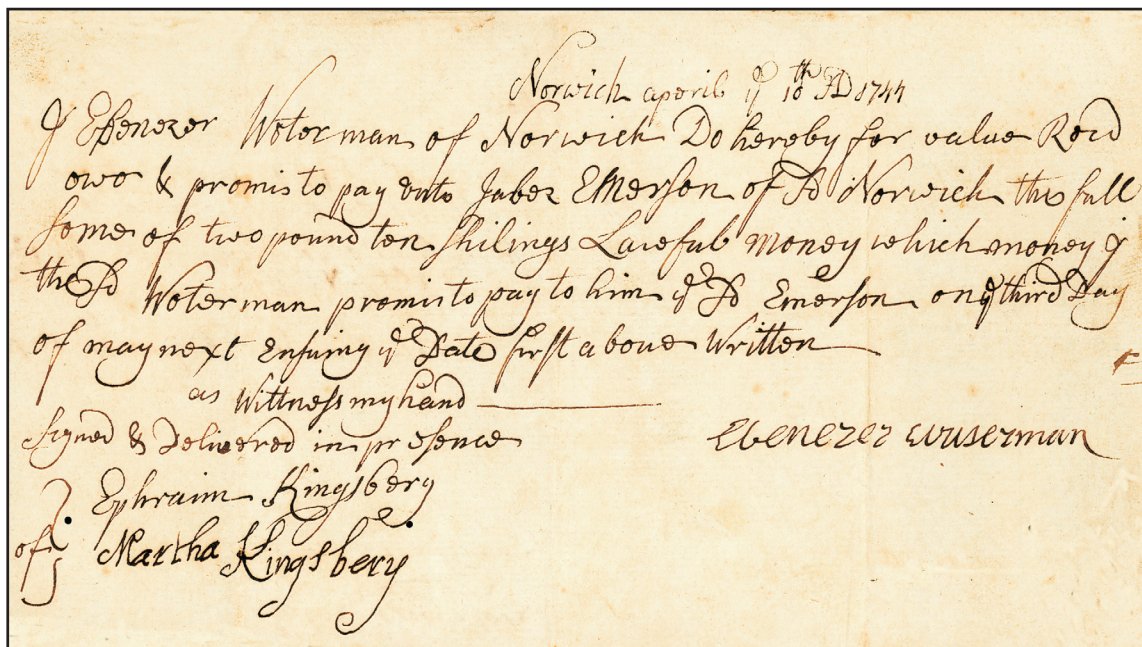 Norwich aporil ye 10th AD 1744
I Ebenezer Woterman of Norwich Do hereby for value Recd
owe & promis to pay unto Jabez Emerson of sd Norwich the full
some of two pound ten shilings Lawful money which money I
the sd Woterman promis to pay to him ye sd Emerson on ye third Day
of may next Ensuing ye Date first above Written
as Wittness my hand
signed & Delivered in presence
Ebenezer
Ephraim Kingsbery
of Martha Kingsbery